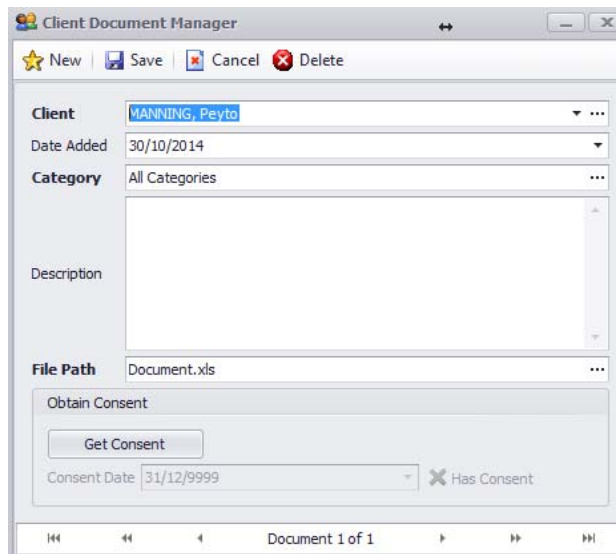 Client Document Manager
New Save Cancel Delete
Client MANNING, Peyto
Date Added 30/10/2014
Category All Categories
Description
File Path Document.xls
Obtain Consent
Get Consent
Consent Date 31/12/9999 Has Consent
Document 1 of 1